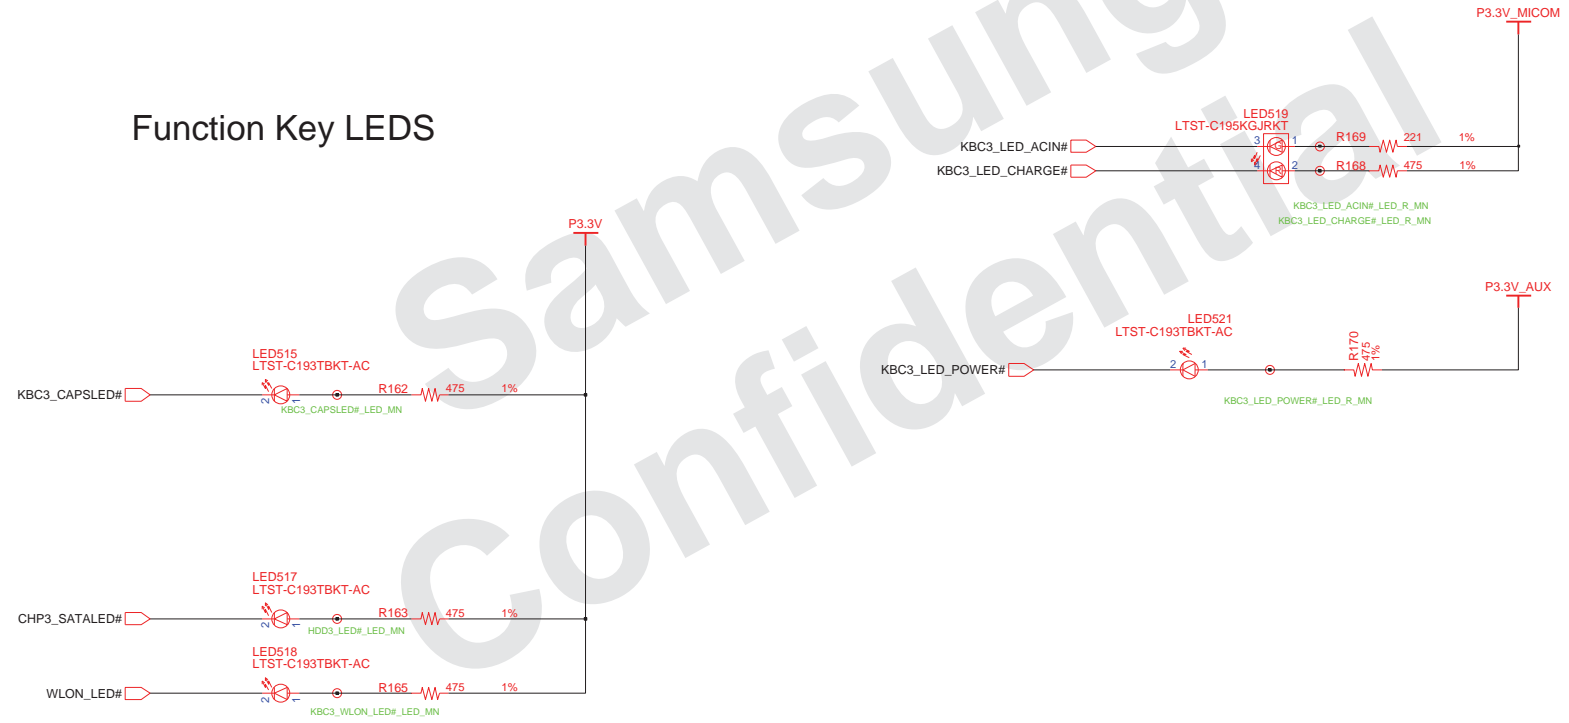 Samsung
Confidential
Function Key LEDS
P3.3V_MICOM
LED519
LTST-C195KGJRKT
KBC3_LED_ACIN# 3 1 R169 221 1%
KBC3_LED_CHARGE# 4 2 R168 475 1%
KBC3_LED_ACIN#_LED_R_MN
KBC3_LED_CHARGE#_LED_R_MN
P3.3V
P3.3V_AUX
LED521
LTST-C193TBKT-AC
KBC3_LED_POWER# 2 1 R170 475 1%
KBC3_LED_POWER#_LED_R_MN
LED515
LTST-C193TBKT-AC
KBC3_CAPSLED# 2 1 R162 475 1%
KBC3_CAPSLED#_LED_MN
LED517
LTST-C193TBKT-AC
CHP3_SATALED# 2 1 R163 475 1%
HDD3_LED#_LED_MN
LED518
LTST-C193TBKT-AC
WLON_LED# 2 1 R165 475 1%
KBC3_WLON_LED#_LED_MN